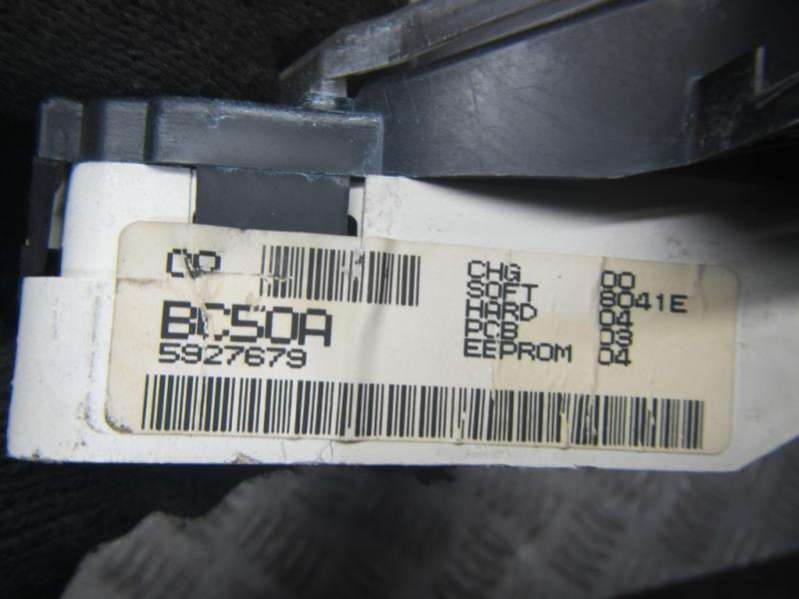 BC50A
5927679
CHG 00
SOFT 8041E
HARD 04
PCB 03
EEPROM 04